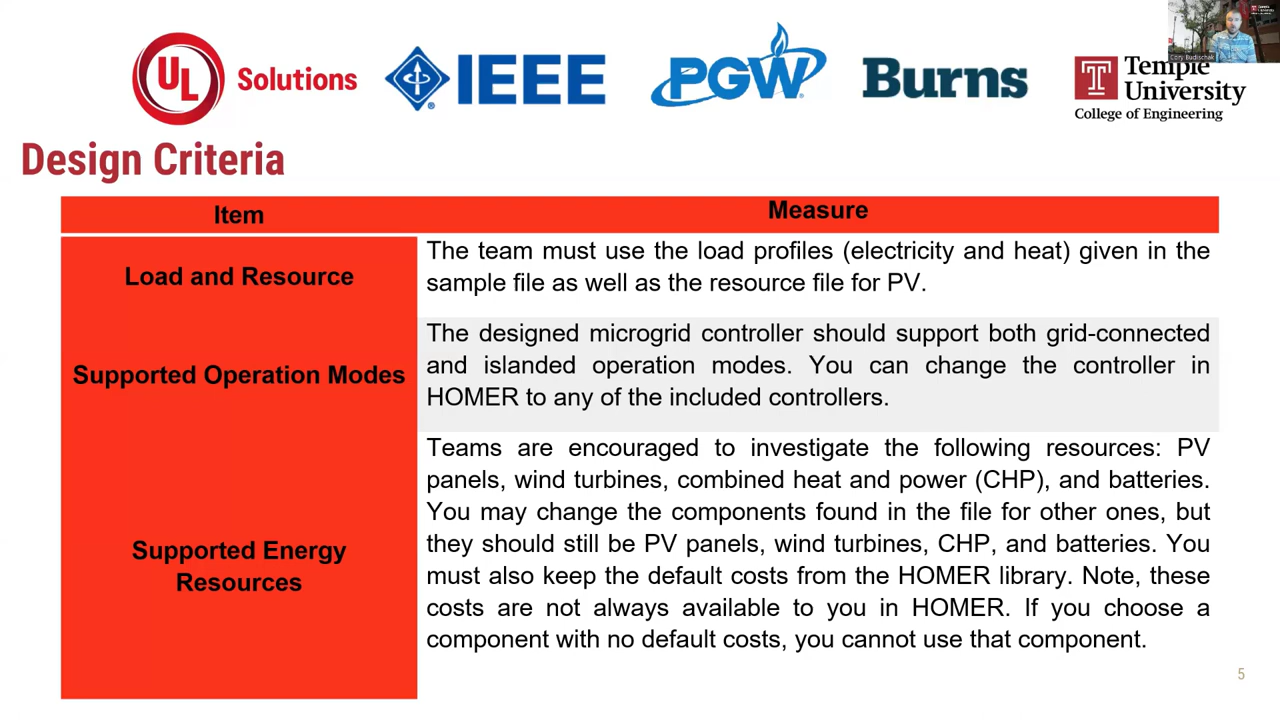 UL Solutions
IEEE
PGW
Burns
Temple
University
College of Engineering
Cory Budischak
Design Criteria
Item
Measure
Load and Resource
The team must use the load profiles (electricity and heat) given in the
sample file as well as the resource file for PV.
Supported Operation Modes
The designed microgrid controller should support both grid-connected
and islanded operation modes. You can change the controller in
HOMER to any of the included controllers.
Supported Energy
Resources
Teams are encouraged to investigate the following resources: PV
panels, wind turbines, combined heat and power (CHP), and batteries.
You may change the components found in the file for other ones, but
they should still be PV panels, wind turbines, CHP, and batteries. You
must also keep the default costs from the HOMER library. Note, these
costs are not always available to you in HOMER. If you choose a
component with no default costs, you cannot use that component.
5